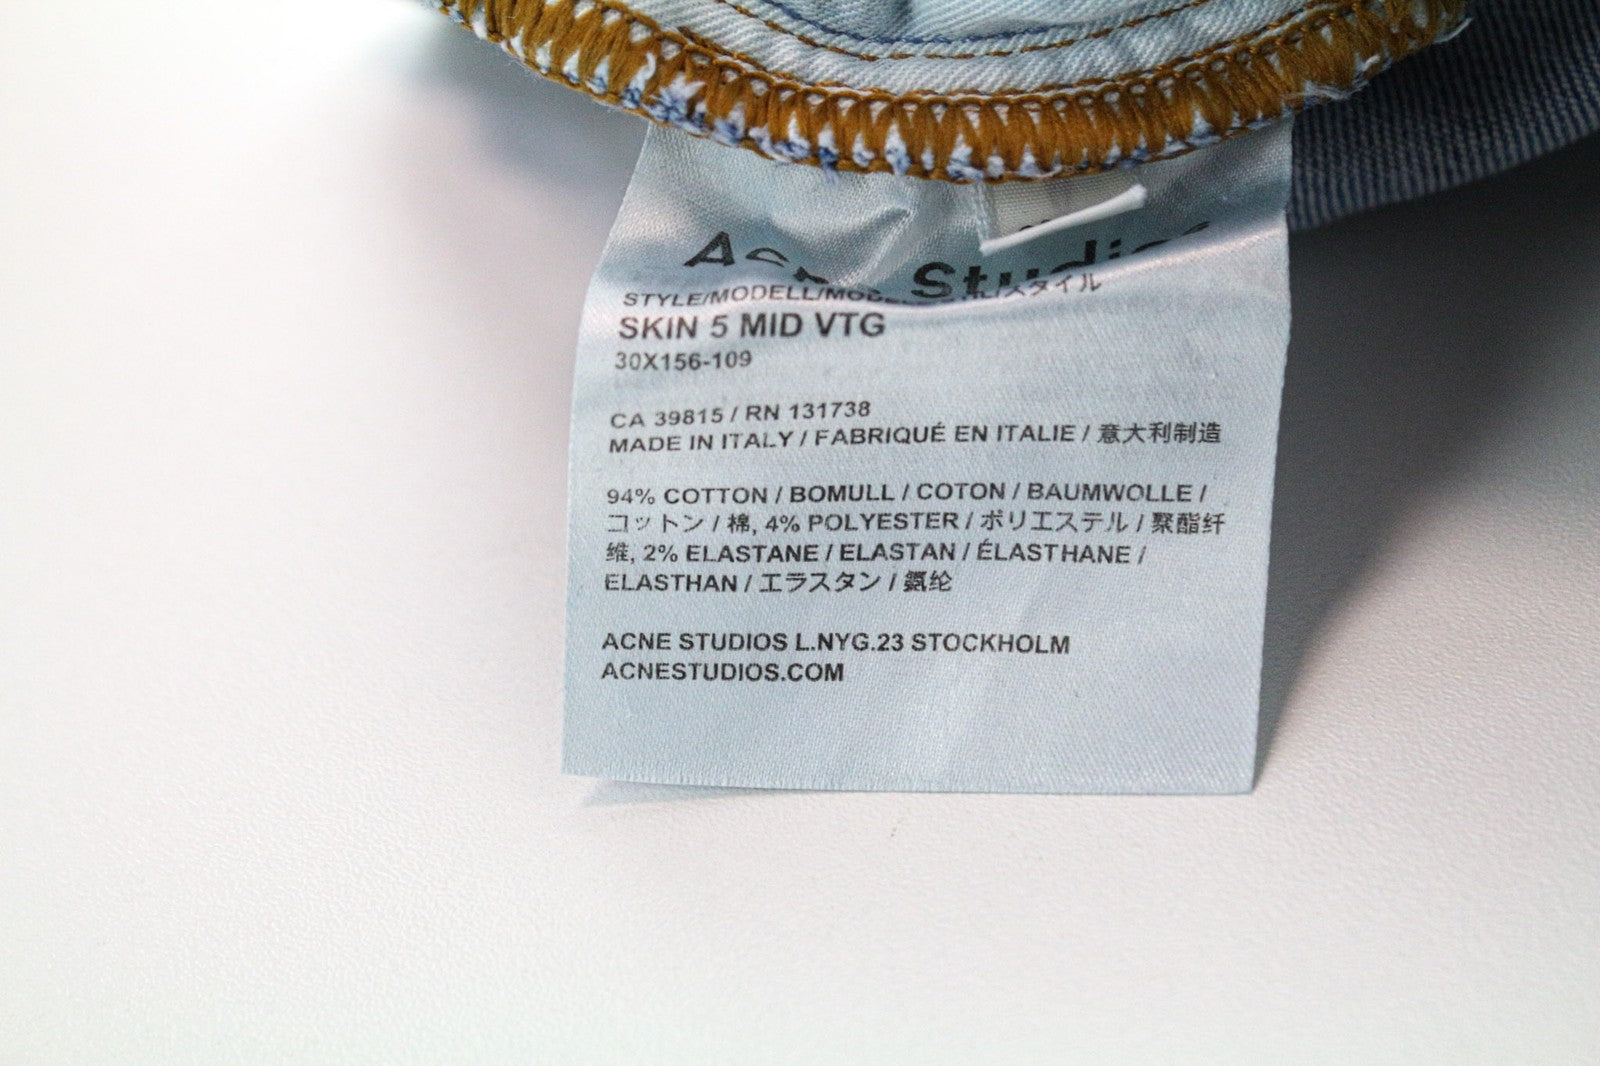 Acne Studios
STYLE/MODELL/
SKIN 5 MID VTG
30X156-109
CA 39815 / RN 131738
MADE IN ITALY / FABRIQUÉ EN ITALIE / 意大利制造
94% COTTON / BOMULL / COTON / BAUMWOLLE /
コットン / 棉, 4% POLYESTER / ポリエステル / 聚酯纤
维, 2% ELASTANE / ELASTAN / ÉLASTHANE /
ELASTHAN / エラスタン / 氨纶
ACNE STUDIOS L.NYG.23 STOCKHOLM
ACNESTUDIOS.COM